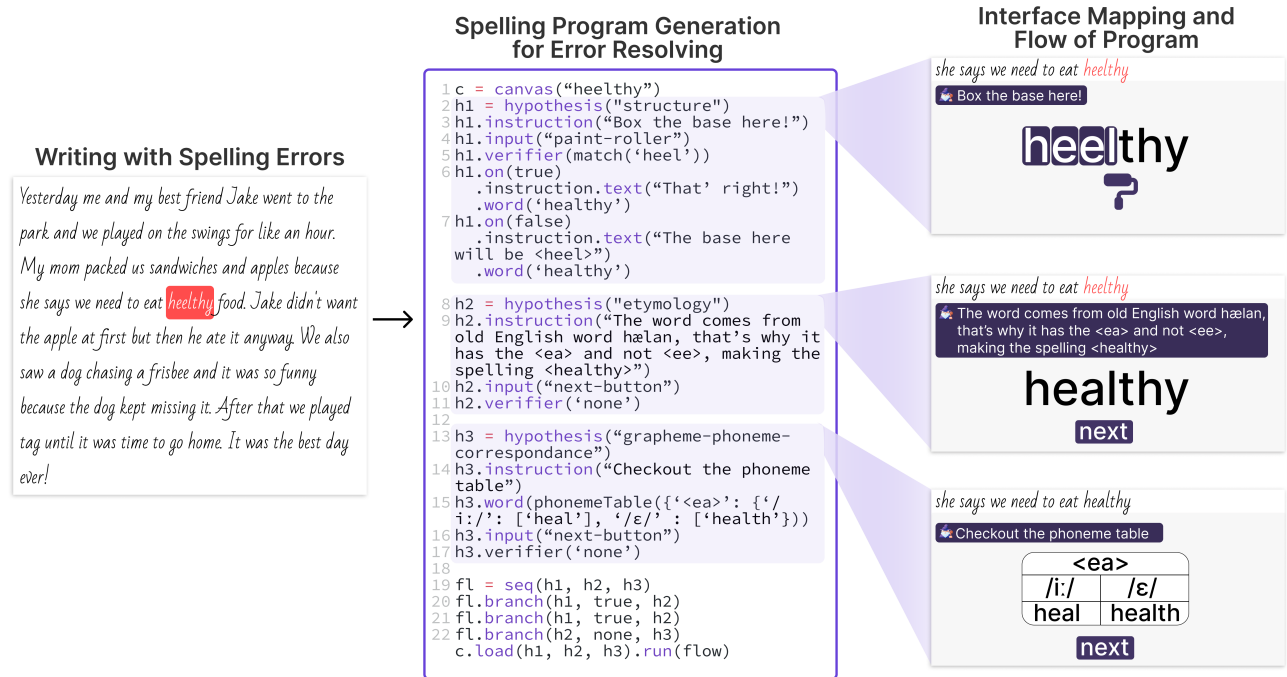 Writing with Spelling Errors
Yesterday me and my best friend Jake went to the
park and we played on the swings for like an hour.
My mom packed us sandwiches and apples because
she says we need to eat heelthy food. Jake didn't want
the apple at first but then he ate it anyway. We also
saw a dog chasing a frisbee and it was so funny
because the dog kept missing it. After that we played
tag until it was time to go home. It was the best day
ever!
Spelling Program Generation
for Error Resolving
1 c = canvas(“heelthy”)
2 h1 = hypothesis("structure")
3 h1.instruction(“Box the base here!”)
4 h1.input(“paint-roller”)
5 h1.verifier(match(‘heel’))
6 h1.on(true)
.instruction.text(“That’ right!”)
.word(‘healthy’)
7 h1.on(false)
.instruction.text(“The base here
will be <heel>”)
.word(‘healthy’)
8 h2 = hypothesis("etymology")
9 h2.instruction(“The word comes from
old English word hælan, that’s why it
has the <ea> and not <ee>, making the
spelling <healthy>”)
10 h2.input(“next-button”)
11 h2.verifier(‘none’)
12
13 h3 = hypothesis(“grapheme-phoneme-
correspondance”)
14 h3.instruction(“Checkout the phoneme
table”)
15 h3.word(phonemeTable({‘<ea>’: {‘/
i:/’: [‘heal’], ‘/ɛ/’ : [‘health’}))
16 h3.input(“next-button”)
17 h3.verifier(‘none’)
18
19 fl = seq(h1, h2, h3)
20 fl.branch(h1, true, h2)
21 fl.branch(h1, true, h2)
22 fl.branch(h2, none, h3)
c.load(h1, h2, h3).run(flow)
Interface Mapping and
Flow of Program
she says we need to eat heelthy
Box the base here!
heelthy
she says we need to eat heelthy
The word comes from old English word hælan,
that’s why it has the <ea> and not <ee>,
making the spelling <healthy>
healthy
next
she says we need to eat healthy
Checkout the phoneme table
<ea>
/i:/ /ɛ/
heal health
next